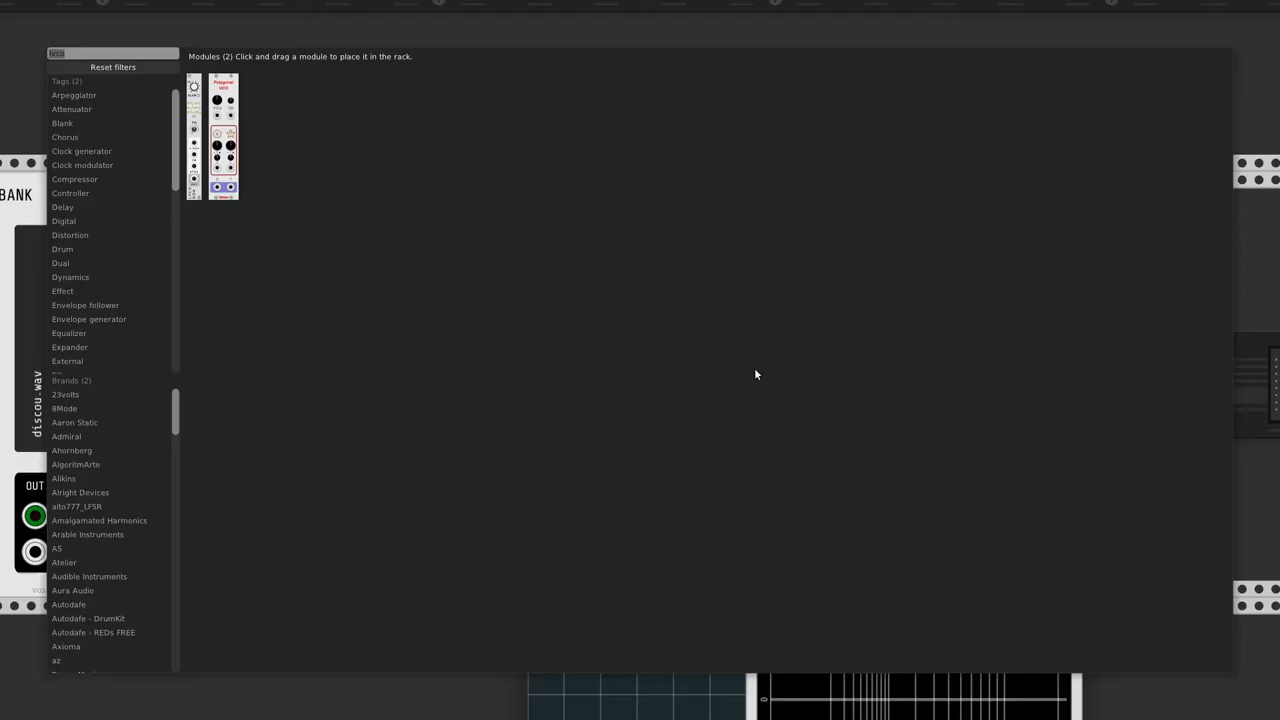 lvco
Modules (2) Click and drag a module to place it in the rack.
Reset filters
Tags (2)
Arpeggiator
Attenuator
Blank
Chorus
Clock generator
Clock modulator
Compressor
Controller
Delay
Digital
Distortion
Drum
Dual
Dynamics
Effect
Envelope follower
Envelope generator
Equalizer
Expander
External
Brands (2)
23volts
8Mode
Aaron Static
Admiral
Ahornberg
AlgoritmArte
Alikins
Alright Devices
alto777_LFSR
Amalgamated Harmonics
Arable Instruments
AS
Atelier
Audible Instruments
Aura Audio
Autodafe
Autodafe - DrumKit
Autodafe - REDs FREE
Axioma
az
Polygonal
VCO
BANK
discou.wav
OUT